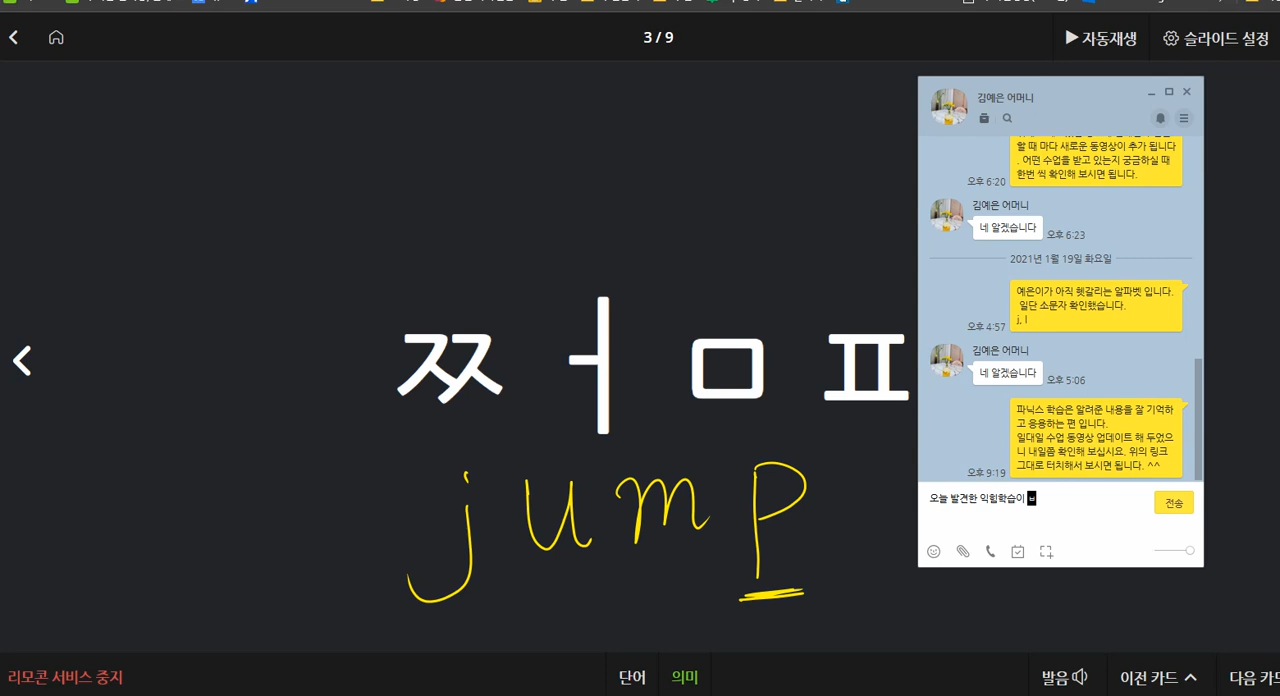 3 / 9
자동재생
슬라이드 설정
ㅉ ㅓ ㅁ ㅍ
jump
김예은 어머니
할 때 마다 새로운 동영상이 추가 됩니다
. 어떤 수업을 받고 있는지 궁금하실 때
한번 씩 확인해 보시면 됩니다.
오후 6:20
김예은 어머니
네 알겠습니다
오후 6:23
2021년 1월 19일 화요일
예은이가 아직 헷갈리는 알파벳 입니다.
일단 소문자 확인했습니다.
j, l
오후 4:57
김예은 어머니
네 알겠습니다
오후 5:06
파닉스 학습은 알려준 내용을 잘 기억하
고 응용하는 편 입니다.
일대일 수업 동영상 업데이트 해 두었으
니 내일쯤 확인해 보십시요. 위의 링크
그대로 터치해서 보시면 됩니다. ^^
오후 9:19
오늘 발견한 익힘학습이 ㅂ
전송
리모콘 서비스 중지
단어
의미
발음
이전 카드
다음 카드